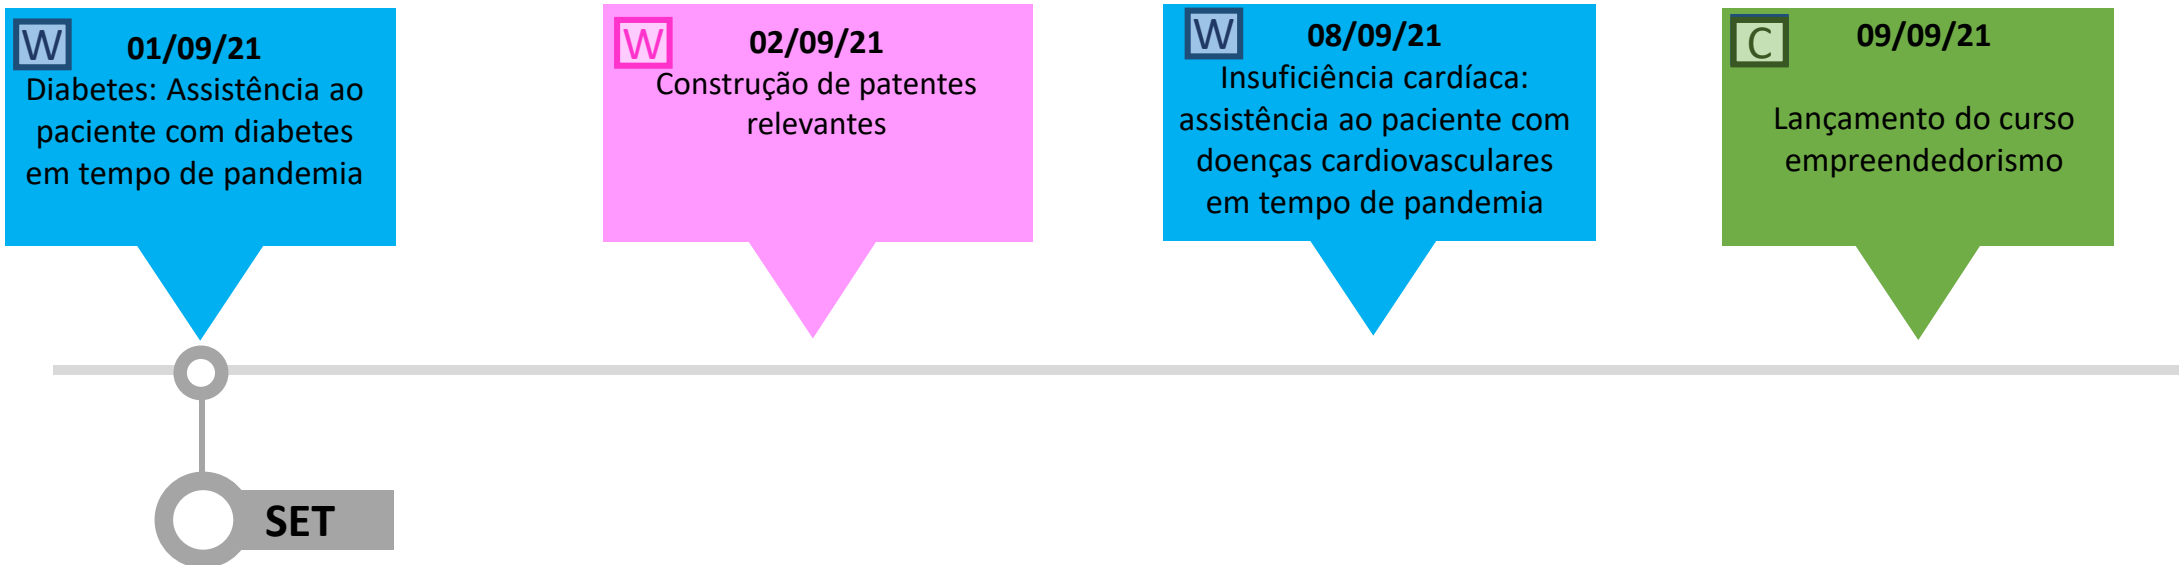 W
01/09/21
Diabetes: Assistência ao
paciente com diabetes
em tempo de pandemia
W
02/09/21
Construção de patentes
relevantes
W
08/09/21
Insuficiência cardíaca:
assistência ao paciente com
doenças cardiovasculares
em tempo de pandemia
C
09/09/21
Lançamento do curso
empreendedorismo
SET